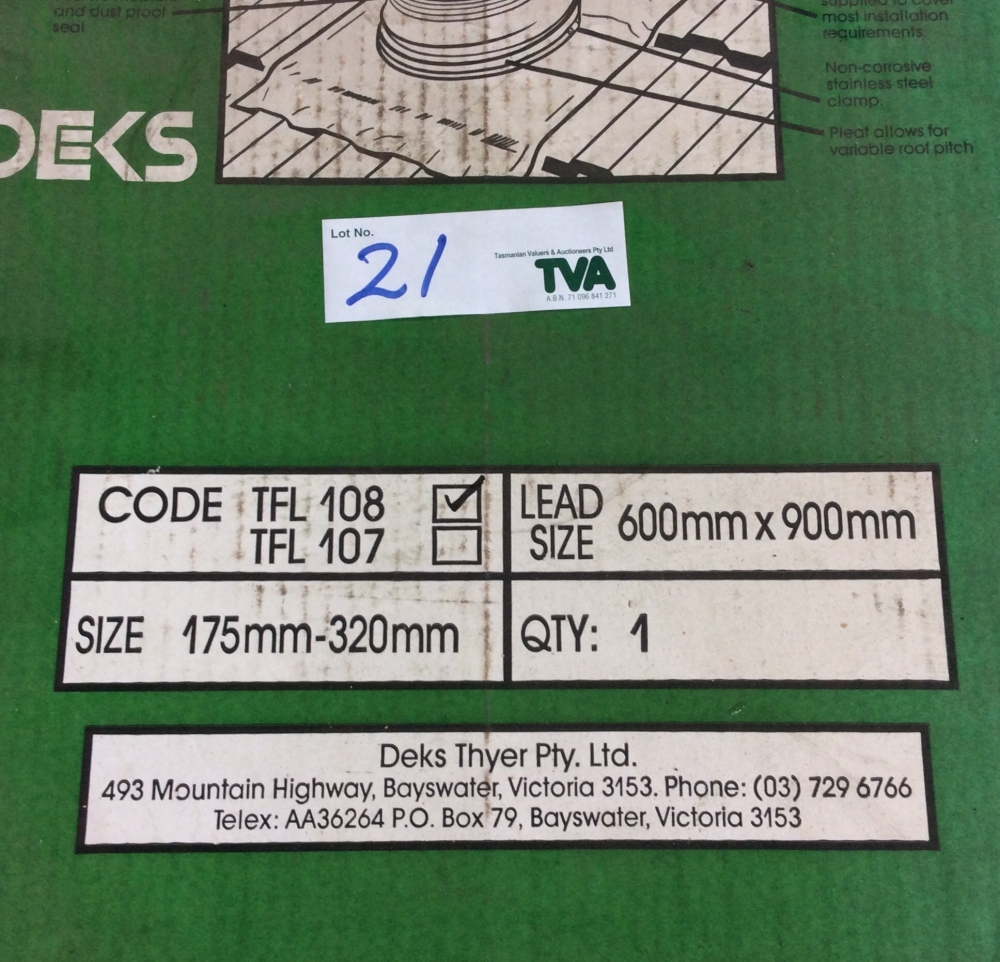 and dust proof
seal
supplied to cover
most installation
requirements.
Non-corrosive
stainless steel
clamp.
Pleat allows for
variable roof pitch
DEKS
Lot No.
21
Tasmanian Valuers & Auctioneers Pty Ltd
TVA
A.B.N. 71 096 841 271
CODE TFL 108
TFL 107
LEAD
SIZE 600mm x 900mm
SIZE 175mm-320mm
QTY: 1
Deks Thyer Pty. Ltd.
493 Mountain Highway, Bayswater, Victoria 3153. Phone: (03) 729 6766
Telex: AA36264 P.O. Box 79, Bayswater, Victoria 3153